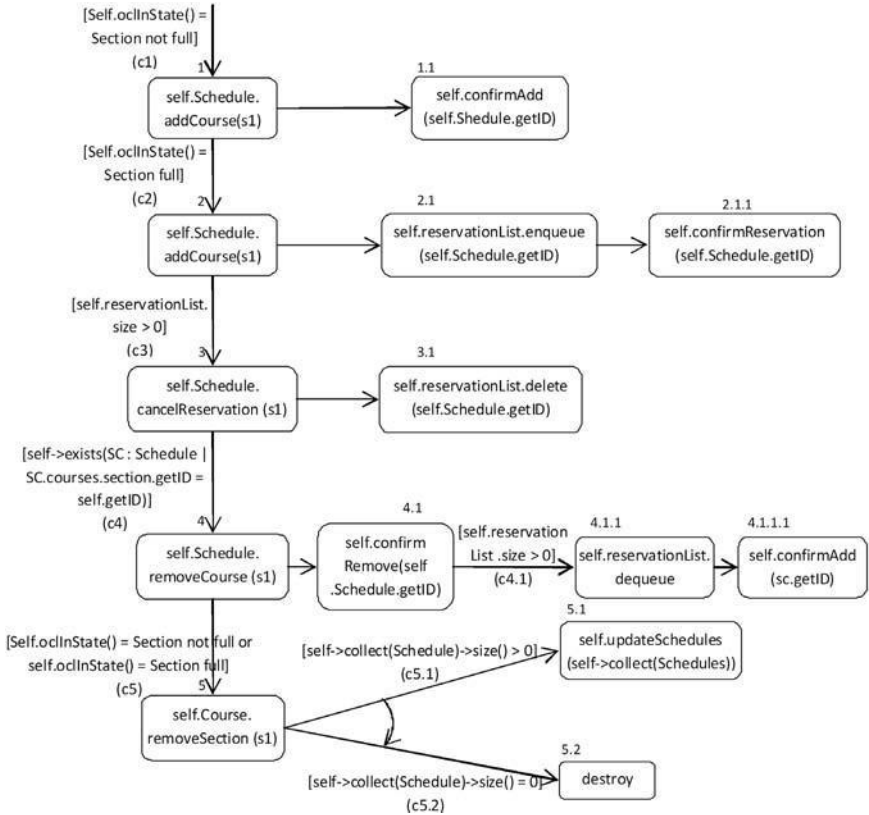 [Self.oclInState() =
Section not full]
(c1)
1
self.Schedule.
addCourse(s1)
1.1
self.confirmAdd
(self.Shedule.getID)
[Self.oclInState() =
Section full]
(c2)
2
self.Schedule.
addCourse(s1)
2.1
self.reservationList.enqueue
(self.Schedule.getID)
2.1.1
self.confirmReservation
(self.Schedule.getID)
[self.reservationList.
size > 0]
(c3)
3
self.Schedule.
cancelReservation (s1)
3.1
self.reservationList.delete
(self.Schedule.getID)
[self->exists(SC : Schedule |
SC.courses.section.getID =
self.getID)]
(c4)
4
self.Schedule.
removeCourse (s1)
4.1
self.confirm
Remove(self
.Schedule.getID)
[self.reservation
List .size > 0]
(c4.1)
4.1.1
self.reservationList.
dequeue
4.1.1.1
self.confirmAdd
(sc.getID)
[Self.oclInState() = Section not full or
self.oclInState() = Section full]
(c5)
5
self.Course.
removeSection (s1)
[self->collect(Schedule)->size() > 0]
(c5.1)
5.1
self.updateSchedules
(self->collect(Schedules))
[self->collect(Schedule)->size() = 0]
(c5.2)
5.2
destroy